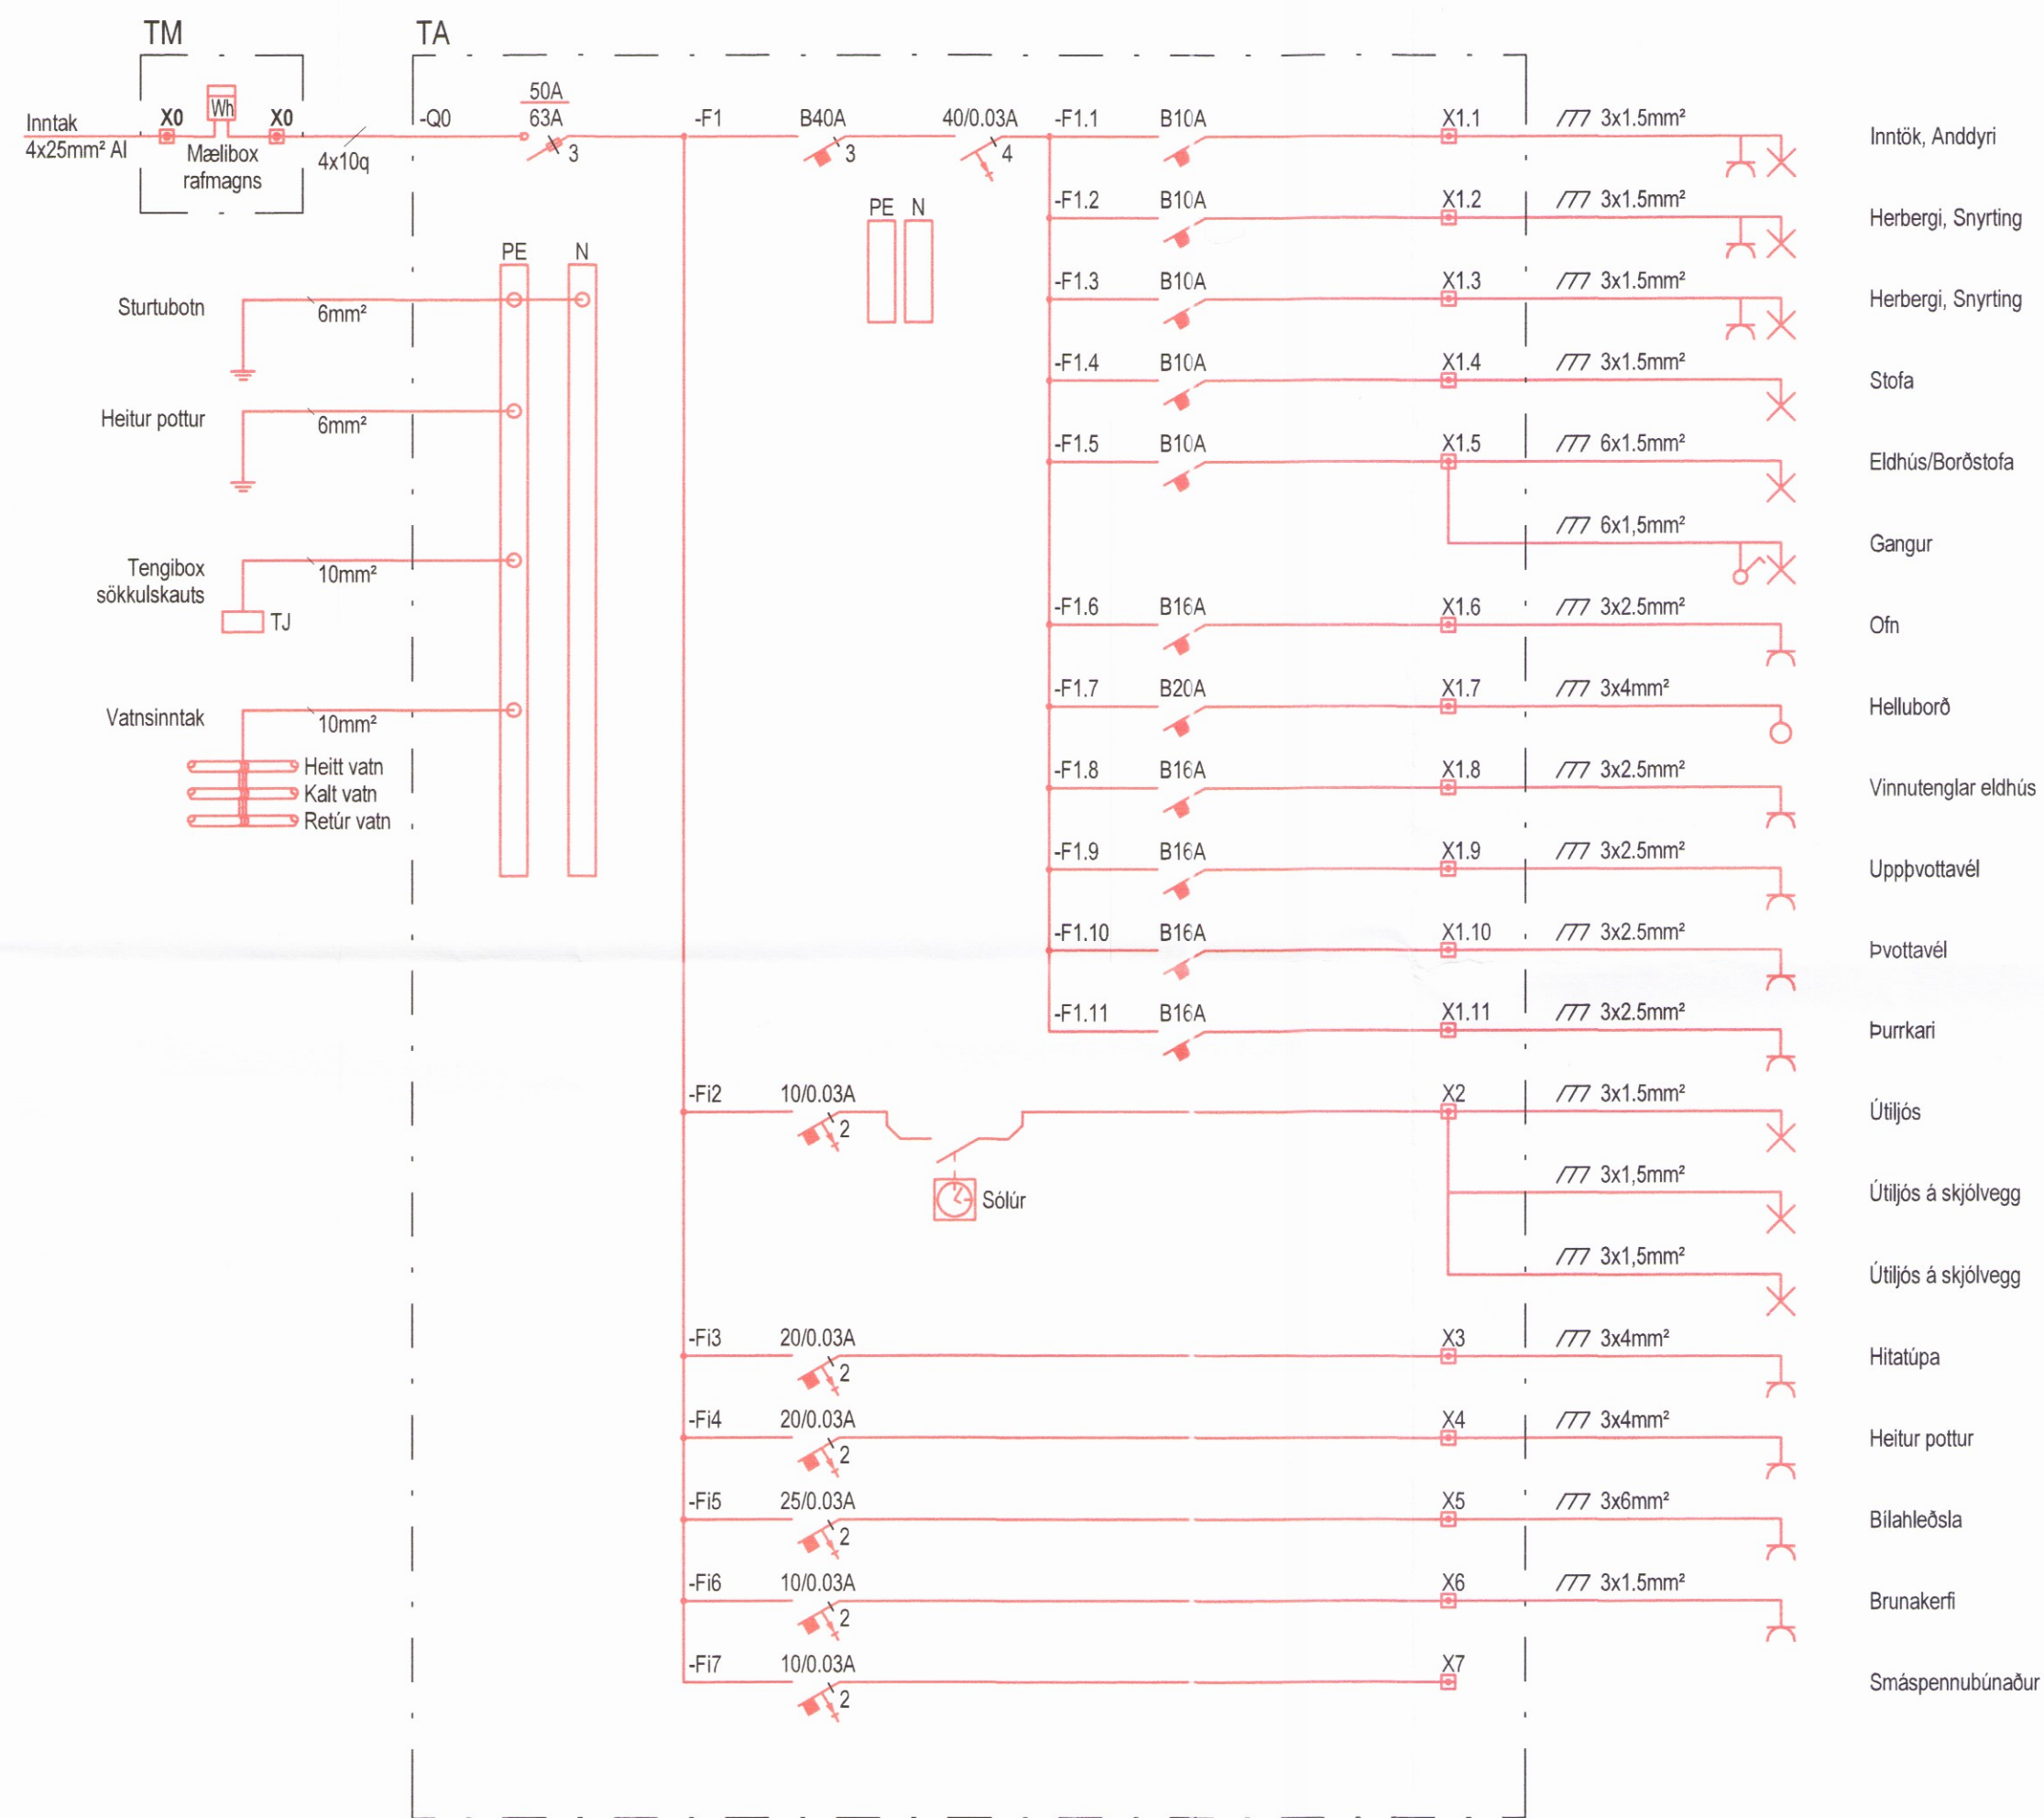 TM
TA
Inntak
4x25mm² Al
X0
Wh
X0
Mælibox
rafmagns
4x10q
-Q0
50A
63A
3
-F1
B40A
3
40/0.03A
4
PE N
PE
N
Sturtubotn
6mm²
Heitur pottur
6mm²
Tengibox
sökkulskauts
10mm²
TJ
Vatnsinntak
10mm²
Heitt vatn
Kalt vatn
Retúr vatn
-F1.1 B10A X1.1 3x1.5mm² Inntök, Anddyri
-F1.2 B10A X1.2 3x1.5mm² Herbergi, Snyrting
-F1.3 B10A X1.3 3x1.5mm² Herbergi, Snyrting
-F1.4 B10A X1.4 3x1.5mm² Stofa
-F1.5 B10A X1.5 6x1.5mm² Eldhús/Borðstofa
6x1,5mm² Gangur
-F1.6 B16A X1.6 3x2.5mm² Ofn
-F1.7 B20A X1.7 3x4mm² Helluborð
-F1.8 B16A X1.8 3x2.5mm² Vinnutenglar eldhús
-F1.9 B16A X1.9 3x2.5mm² Uppþvottavél
-F1.10 B16A X1.10 3x2.5mm² Þvottavél
-F1.11 B16A X1.11 3x2.5mm² Þurrkari
-Fi2 10/0.03A X2 3x1.5mm² Útiljós
2
Sólúr
3x1,5mm² Útiljós á skjólvegg
3x1,5mm² Útiljós á skjólvegg
-Fi3 20/0.03A X3 3x4mm² Hitatúpa
2
-Fi4 20/0.03A X4 3x4mm² Heitur pottur
2
-Fi5 25/0.03A X5 3x6mm² Bílahleðsla
2
-Fi6 10/0.03A X6 3x1.5mm² Brunakerfi
2
-Fi7 10/0.03A X7 Smáspennubúnaður
2